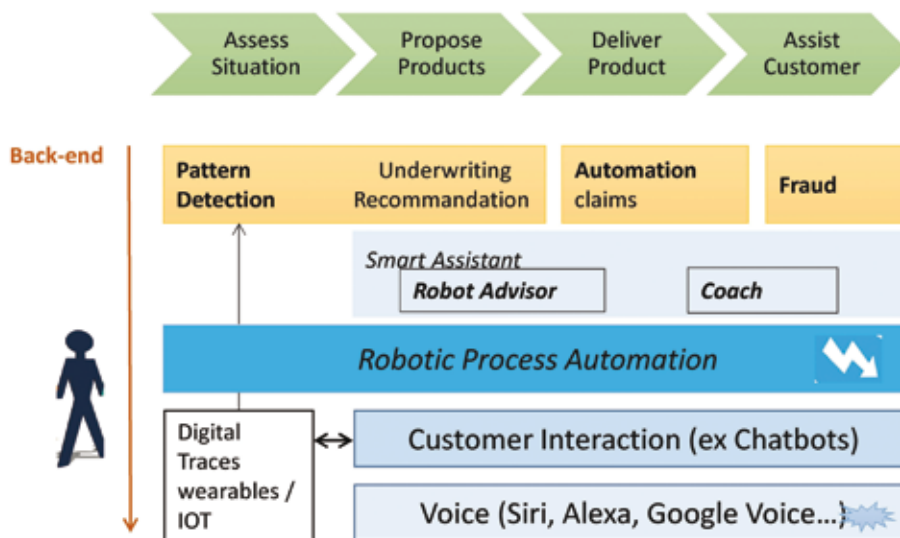 Assess
Situation
Propose
Products
Deliver
Product
Assist
Customer
Back-end
Pattern
Detection
Underwriting
Recommandation
Automation
claims
Fraud
Smart Assistant
Robot Advisor
Coach
Robotic Process Automation
Digital
Traces
wearables /
IOT
Customer Interaction (ex Chatbots)
Voice (Siri, Alexa, Google Voice…)